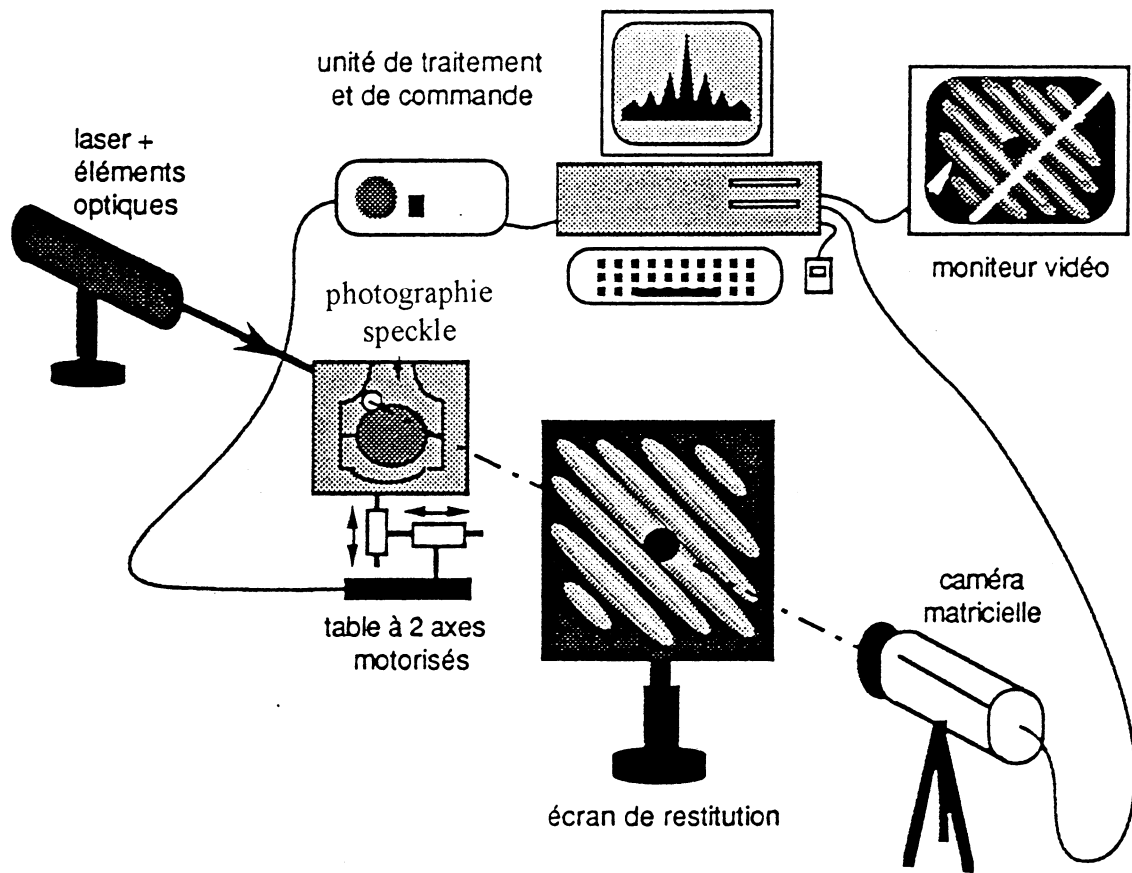 unité de traitement
et de commande
laser +
éléments
optiques
moniteur vidéo
photographie
speckle
table à 2 axes
motorisés
caméra
matricielle
écran de restitution